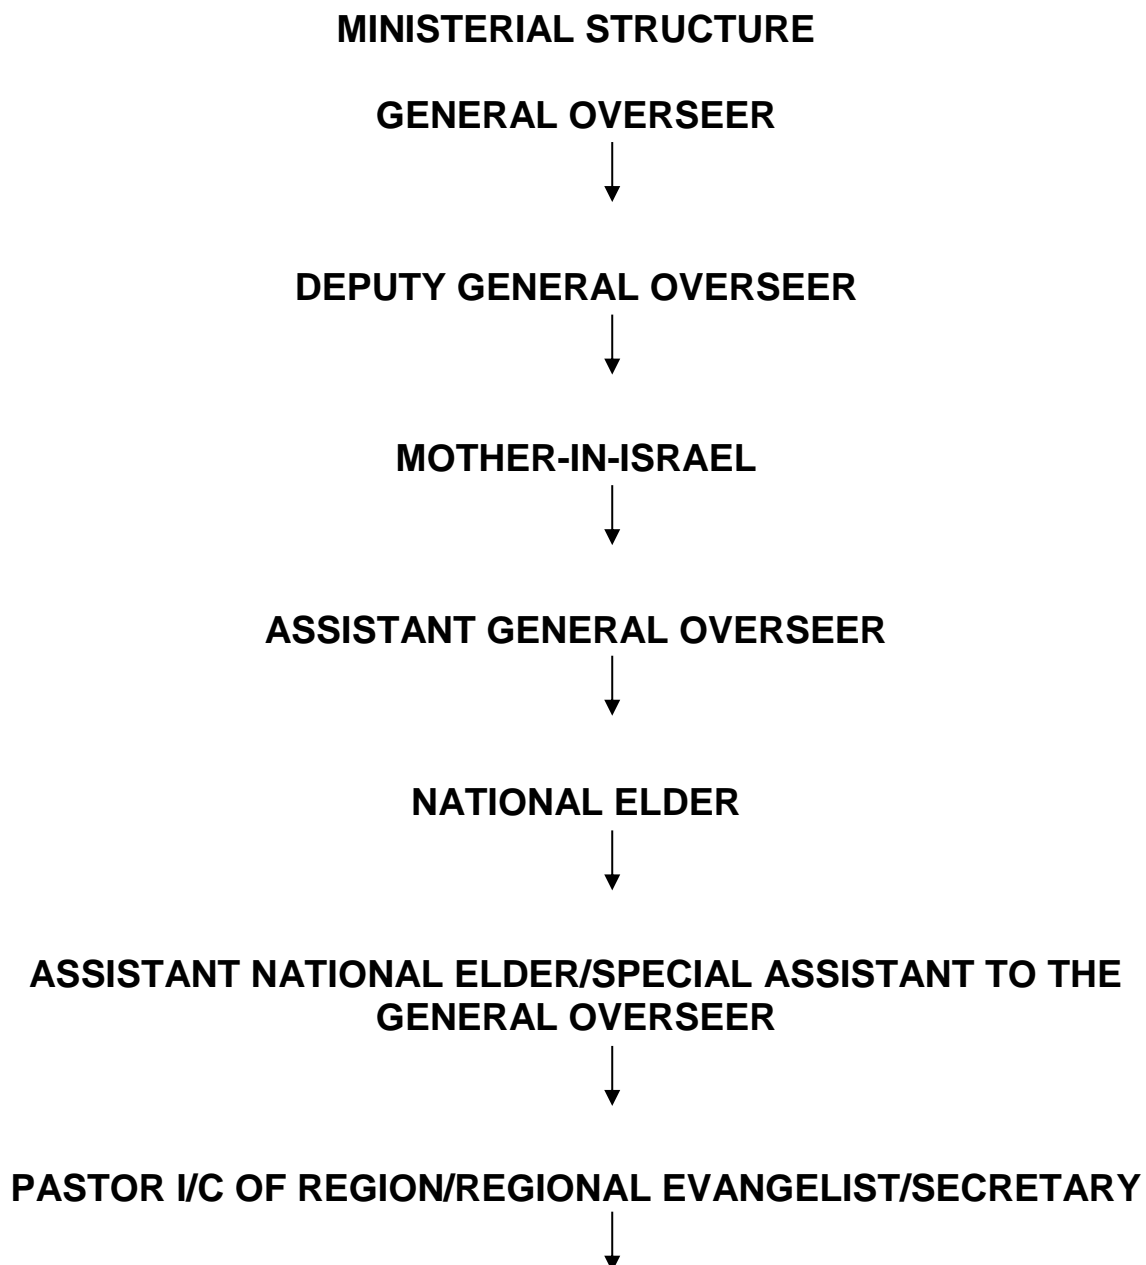 MINISTERIAL STRUCTURE
GENERAL OVERSEER
DEPUTY GENERAL OVERSEER
MOTHER-IN-ISRAEL
ASSISTANT GENERAL OVERSEER
NATIONAL ELDER
ASSISTANT NATIONAL ELDER/SPECIAL ASSISTANT TO THE
GENERAL OVERSEER
PASTOR I/C OF REGION/REGIONAL EVANGELIST/SECRETARY